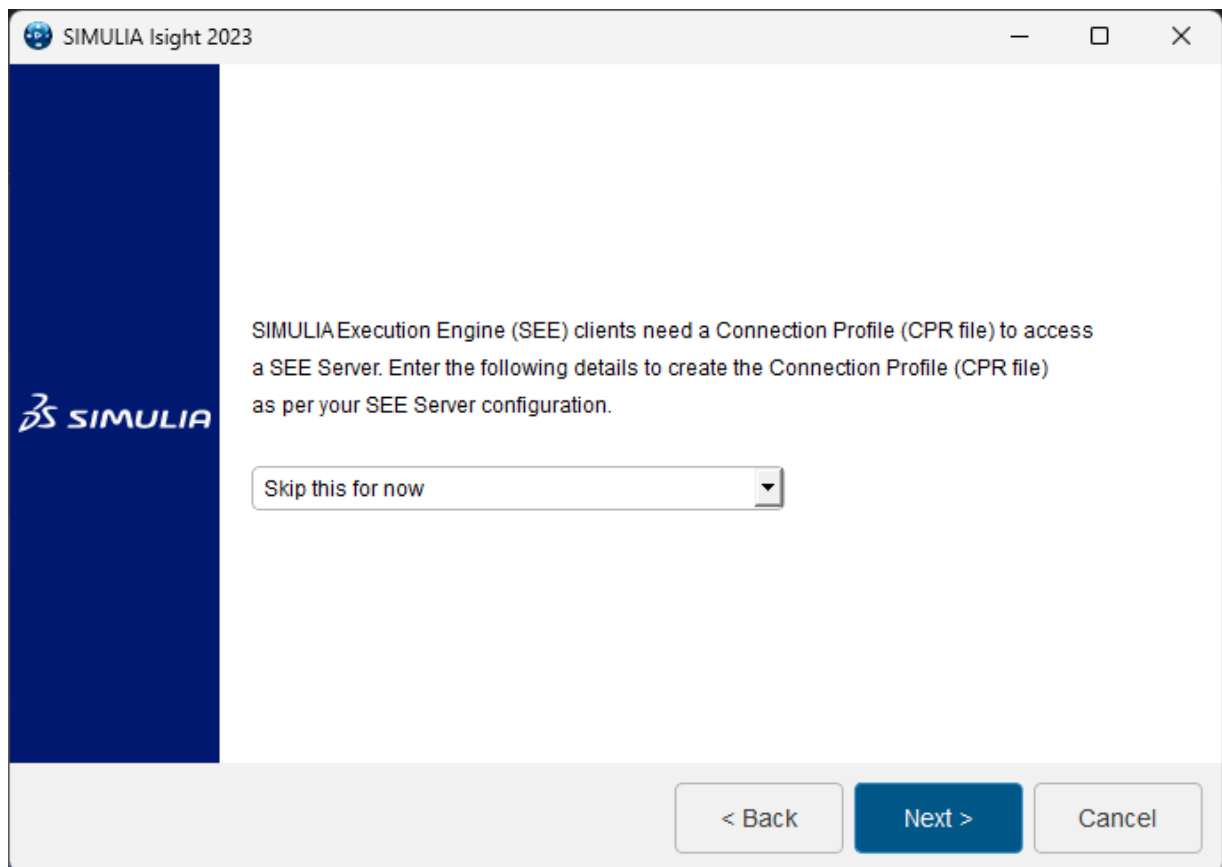 SIMULIA Isight 2023
SIMULIA Execution Engine (SEE) clients need a Connection Profile (CPR file) to access
a SEE Server. Enter the following details to create the Connection Profile (CPR file)
as per your SEE Server configuration.
3DS SIMULIA
Skip this for now
< Back
Next >
Cancel